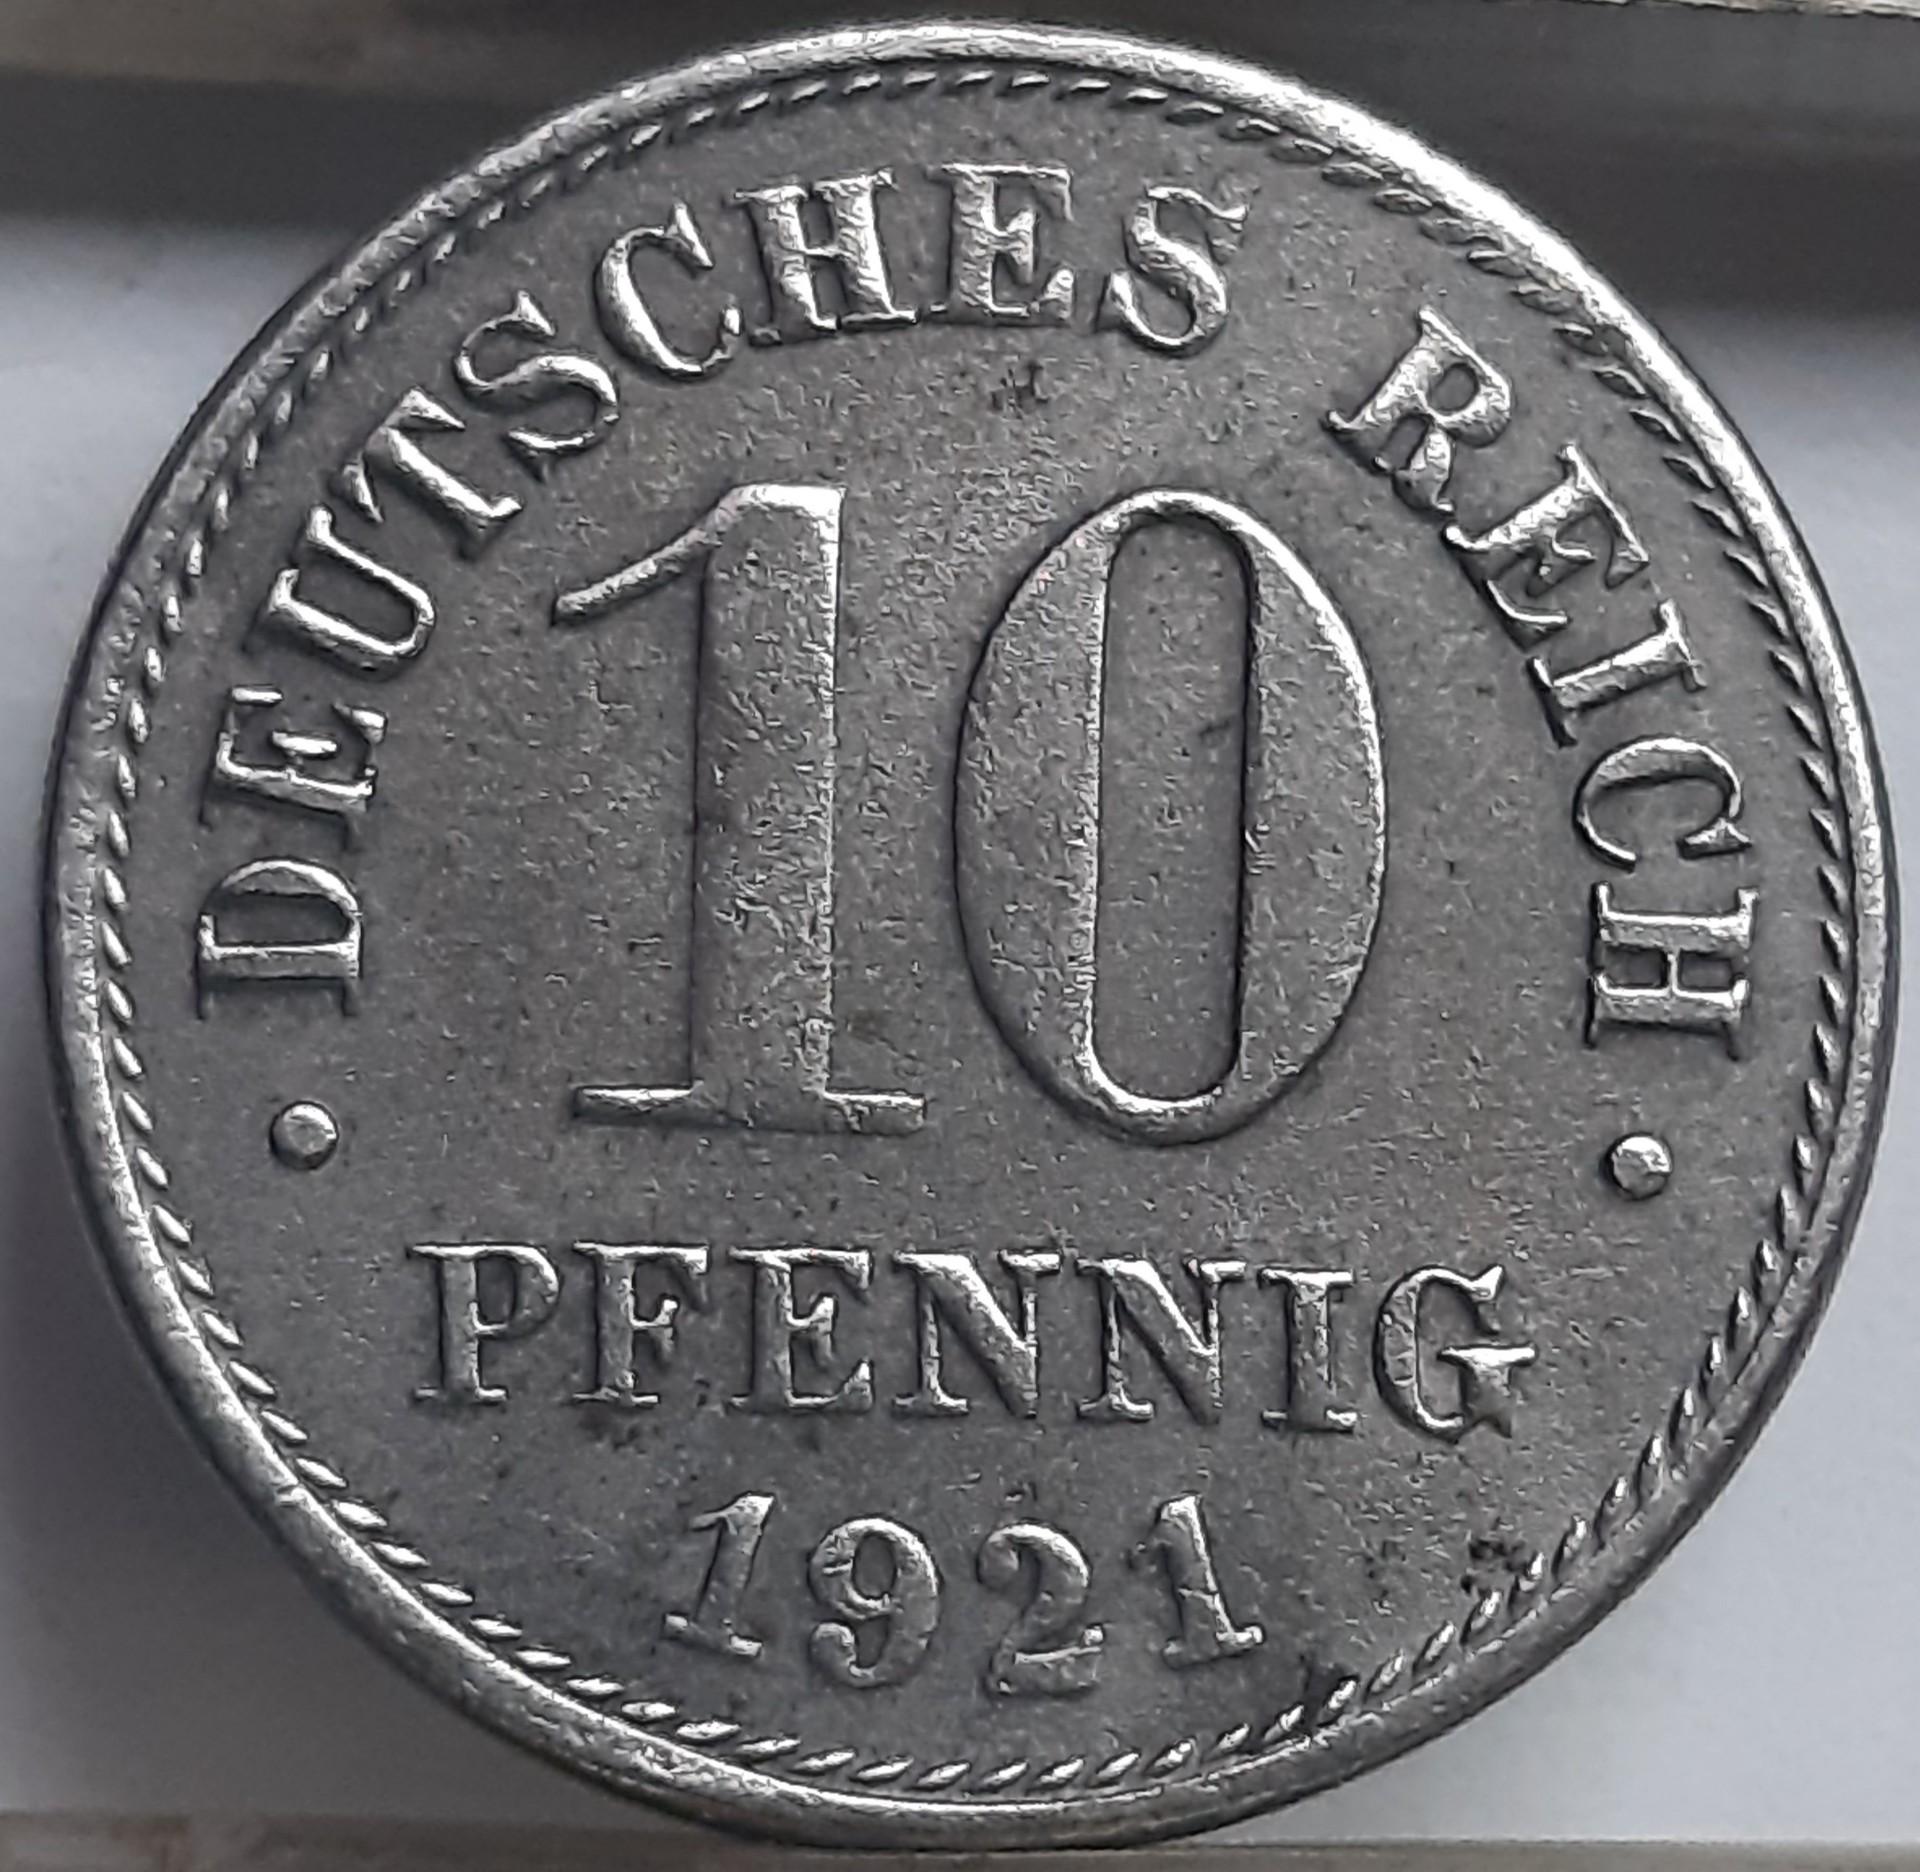 DEUTSCHES REICH
10
PFENNIG
1921